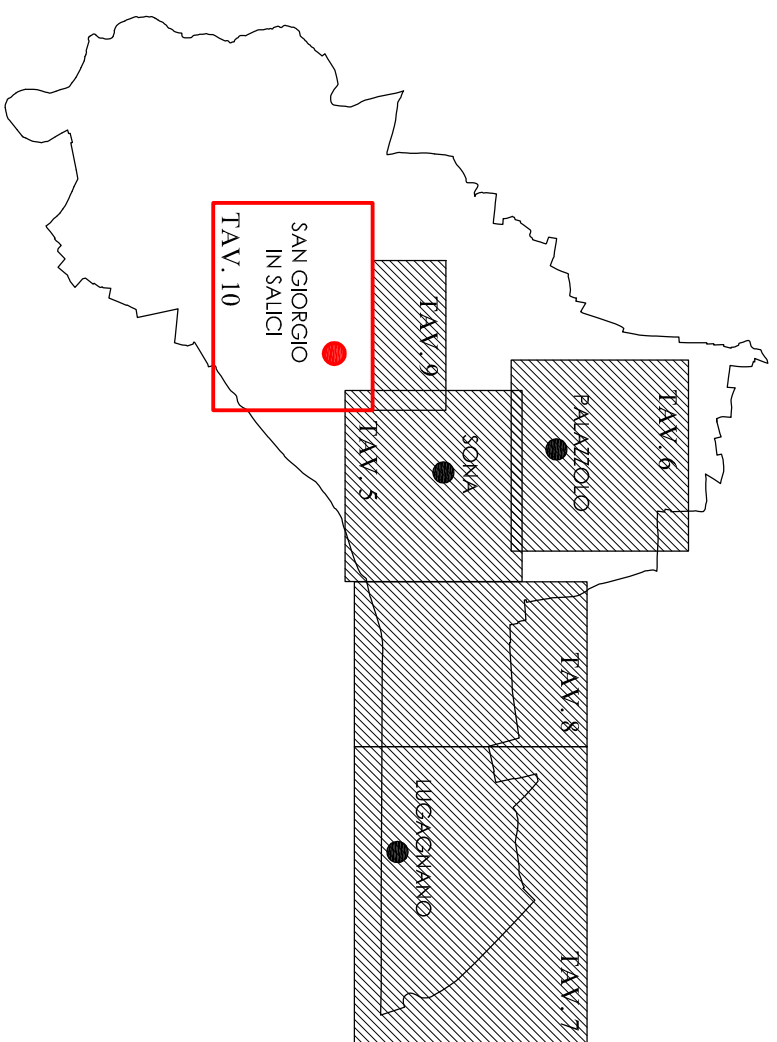 TAV. 6
PALAZZOLO
TAV. 8
TAV. 7
SONA
TAV. 5
TAV. 9
LUGAGNANO
SAN GIORGIO
IN SALICI
TAV. 10